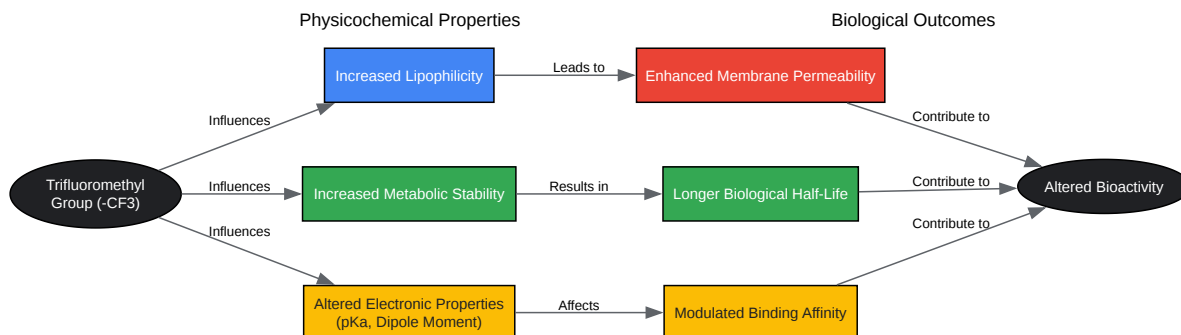 Physicochemical Properties
Biological Outcomes
Increased Lipophilicity
Leads to
Enhanced Membrane Permeability
Influences
Contribute to
Trifluoromethyl
Group (-CF3)
Influences
Increased Metabolic Stability
Results in
Longer Biological Half-Life
Contribute to
Altered Bioactivity
Influences
Contribute to
Altered Electronic Properties
(pKa, Dipole Moment)
Affects
Modulated Binding Affinity